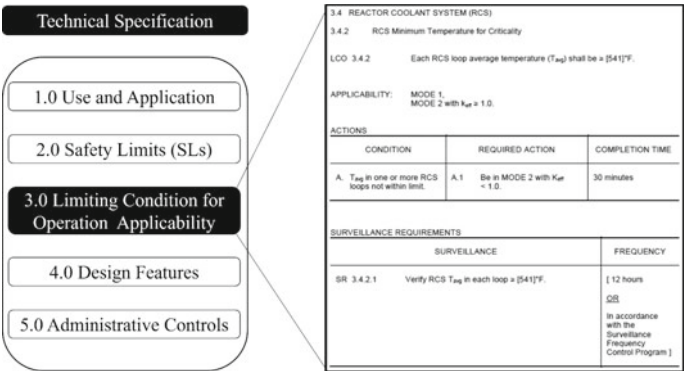 Technical Specification
1.0 Use and Application
2.0 Safety Limits (SLs)
3.0 Limiting Condition for
Operation Applicability
4.0 Design Features
5.0 Administrative Controls
3.4 REACTOR COOLANT SYSTEM (RCS)
3.4.2 RCS Minimum Temperature for Criticality
LCO 3.4.2 Each RCS loop average temperature (Tavg) shall be ≥ [541]°F.
APPLICABILITY: MODE 1,
MODE 2 with keff ≥ 1.0.
ACTIONS
CONDITION REQUIRED ACTION COMPLETION TIME
A. Tavg in one or more RCS A.1 Be in MODE 2 with Keff 30 minutes
loops not within limit. < 1.0.
SURVEILLANCE REQUIREMENTS
SURVEILLANCE FREQUENCY
SR 3.4.2.1 Verify RCS Tavg in each loop ≥ [541]°F. [ 12 hours
OR
In accordance
with the
Surveillance
Frequency
Control Program ]